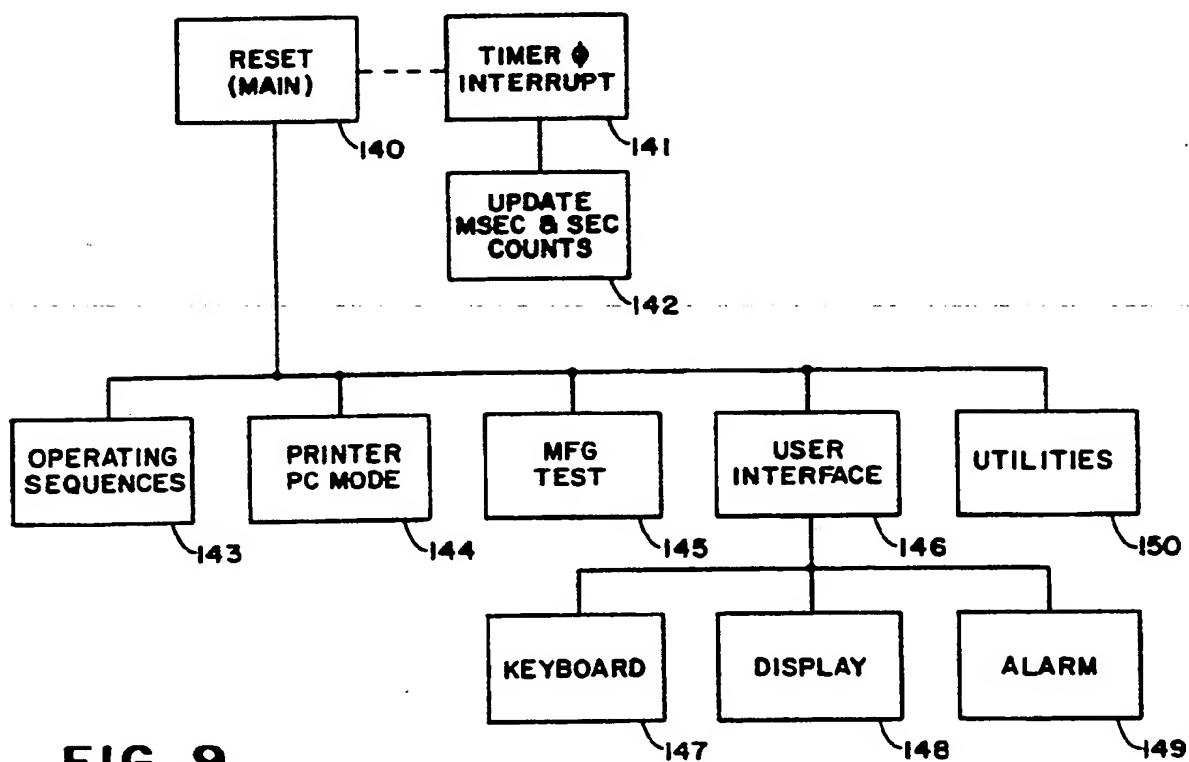 RESET
(MAIN)
140
TIMER ϕ
INTERRUPT
141
UPDATE
MSEC & SEC
COUNTS
142
OPERATING
SEQUENCES
143
PRINTER
PC MODE
144
MFG
TEST
145
USER
INTERFACE
146
UTILITIES
150
KEYBOARD
147
DISPLAY
148
ALARM
149
FIG. 9